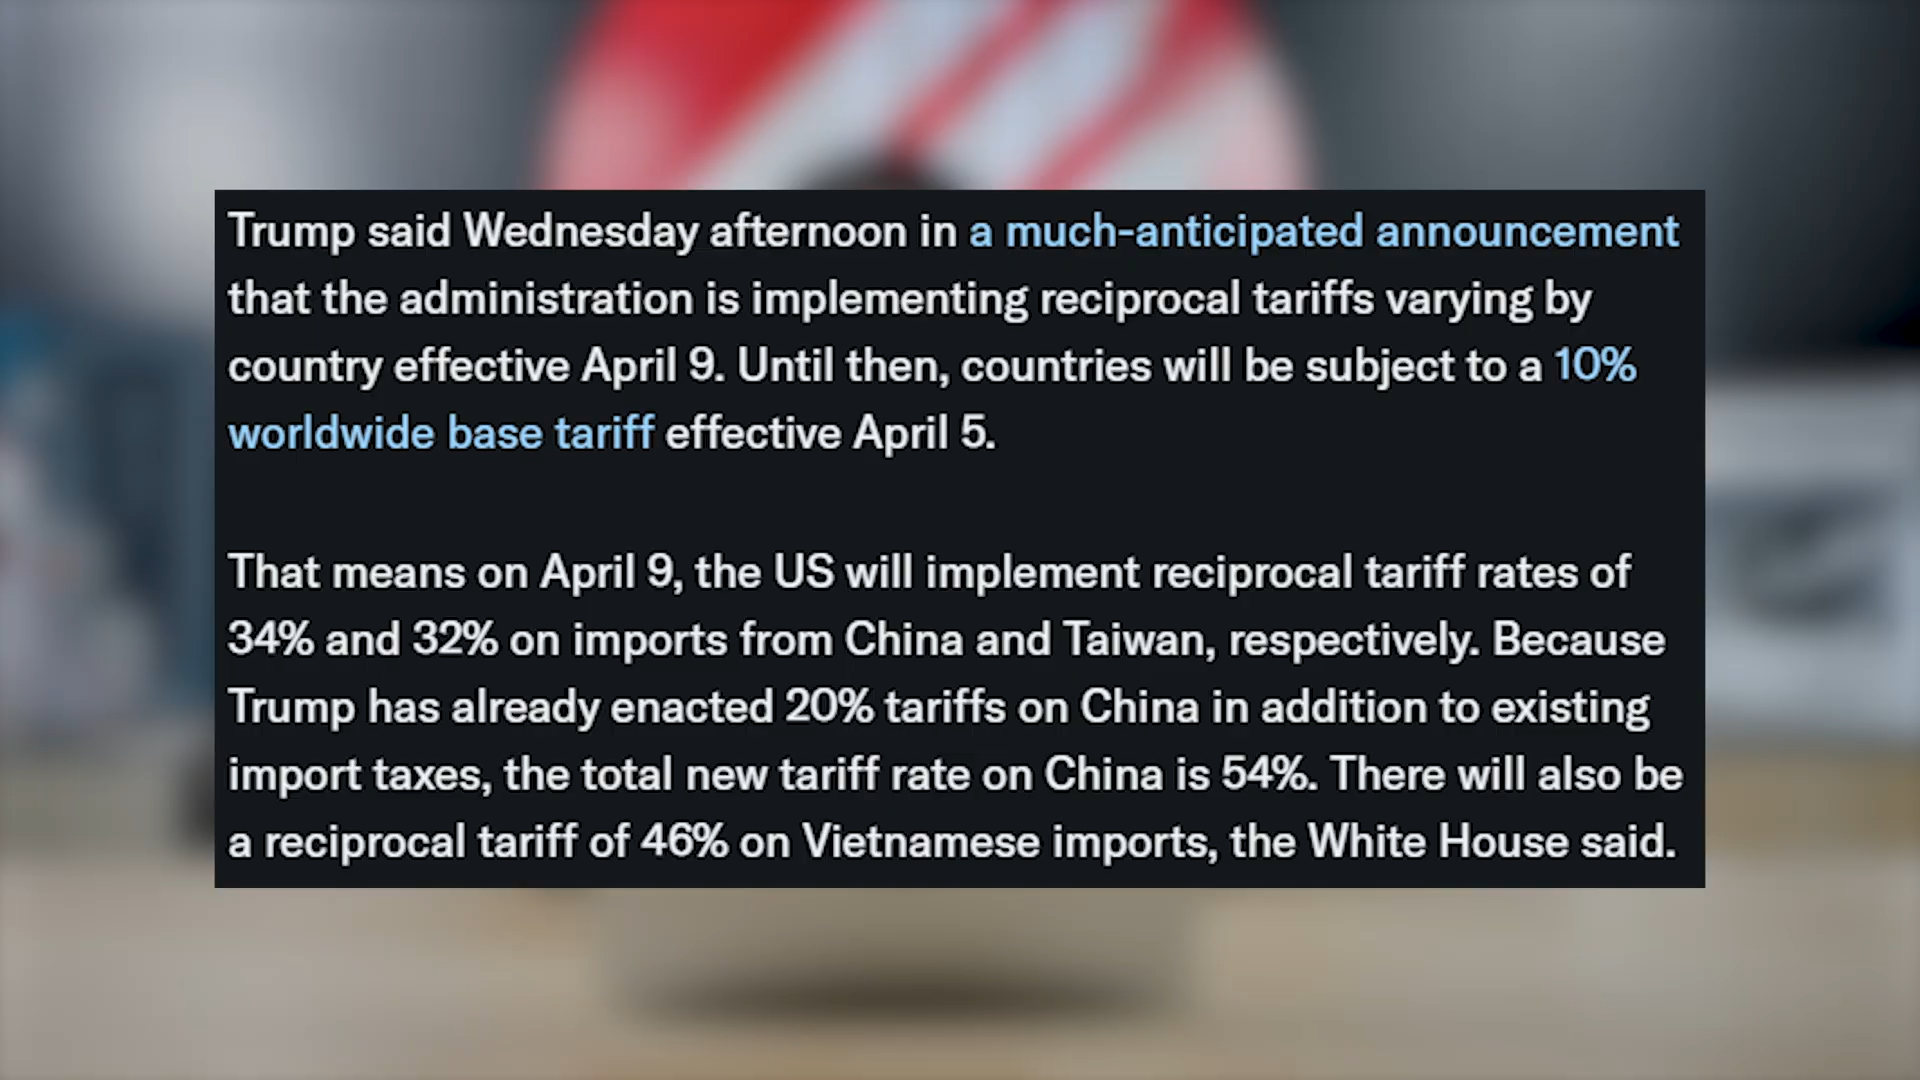 Trump said Wednesday afternoon in a much-anticipated announcement
that the administration is implementing reciprocal tariffs varying by
country effective April 9. Until then, countries will be subject to a 10%
worldwide base tariff effective April 5.
That means on April 9, the US will implement reciprocal tariff rates of
34% and 32% on imports from China and Taiwan, respectively. Because
Trump has already enacted 20% tariffs on China in addition to existing
import taxes, the total new tariff rate on China is 54%. There will also be
a reciprocal tariff of 46% on Vietnamese imports, the White House said.